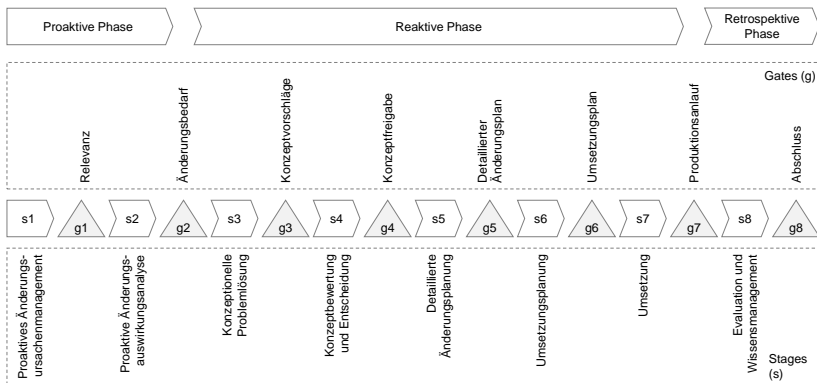 Proaktive Phase
Reaktive Phase
Retrospektive
Phase
Gates (g)
Relevanz
Änderungsbedarf
Konzeptvorschläge
Konzeptfreigabe
Detaillierter
Änderungsplan
Umsetzungsplan
Produktionsanlauf
Abschluss
s1
g1
s2
g2
s3
g3
s4
g4
s5
g5
s6
g6
s7
g7
s8
g8
Proaktives Änderungs-
ursachenmanagement
Proaktive Änderungs-
auswirkungsanalyse
Konzeptionelle
Problemlösung
Konzeptbewertung
und Entscheidung
Detaillierte
Änderungsplanung
Umsetzungsplanung
Umsetzung
Evaluation und
Wissensmanagement
Stages
(s)